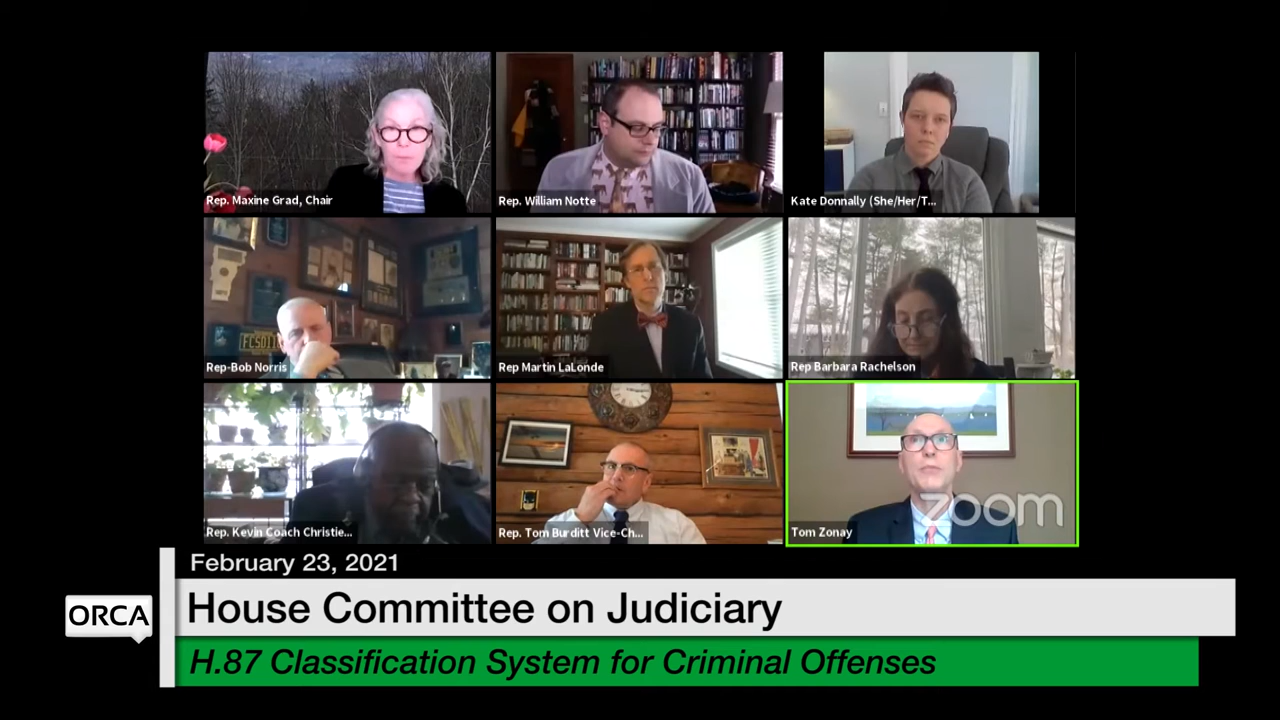 Rep. Maxine Grad, Chair
Rep. William Notte
Kate Donnally (She/Her/T...
Rep-Bob Norris
Rep Martin LaLonde
Rep Barbara Rachelson
Rep. Kevin Coach Christie...
Rep. Tom Burditt Vice-Ch...
Tom Zonay
zoom
February 23, 2021
ORCA
House Committee on Judiciary
H.87 Classification System for Criminal Offenses